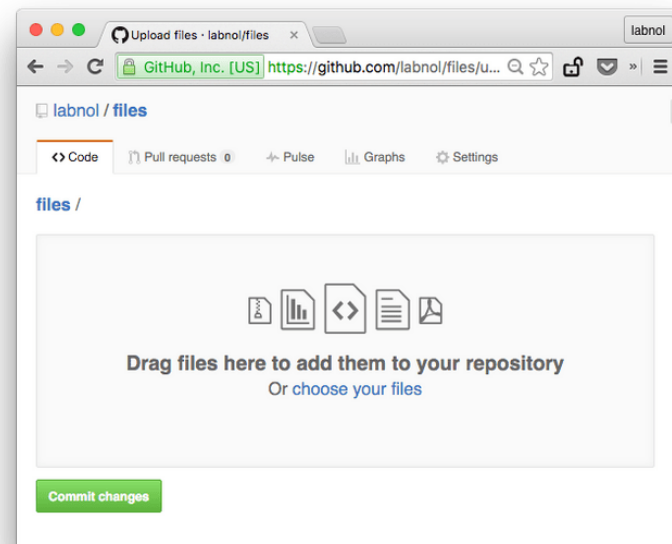 Upload files · labnol/files ×
labnol
GitHub, Inc. [US] https://github.com/labnol/files/u... »
labnol / files
<> Code Pull requests 0 Pulse Graphs Settings
files /
Drag files here to add them to your repository
Or choose your files
Commit changes